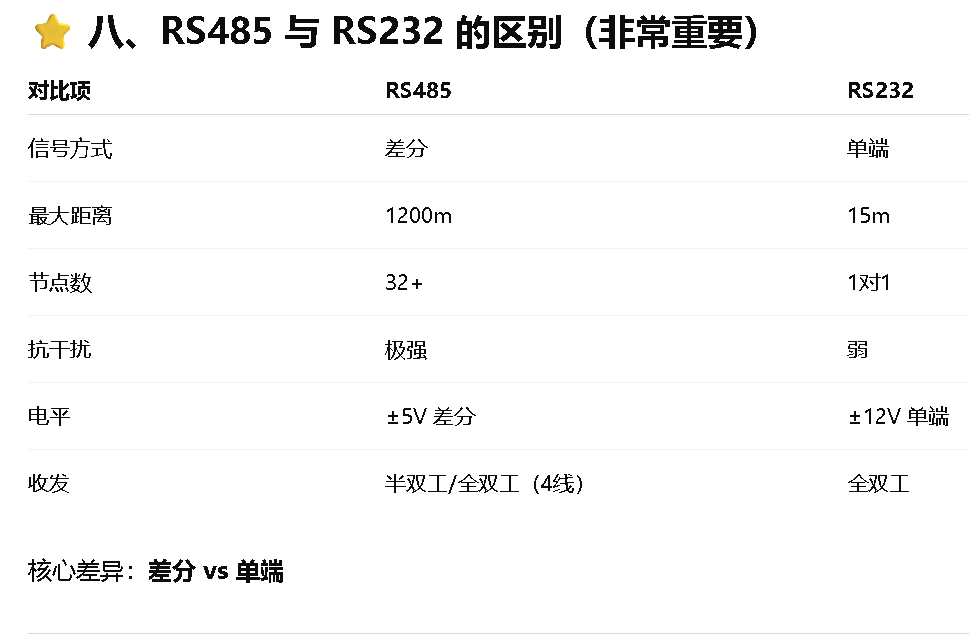 ⭐ 八、RS485 与 RS232 的区别（非常重要）
对比项 RS485 RS232
信号方式 差分 单端
最大距离 1200m 15m
节点数 32+ 1对1
抗干扰 极强 弱
电平 ±5V 差分 ±12V 单端
收发 半双工/全双工（4线） 全双工
核心差异：差分 vs 单端